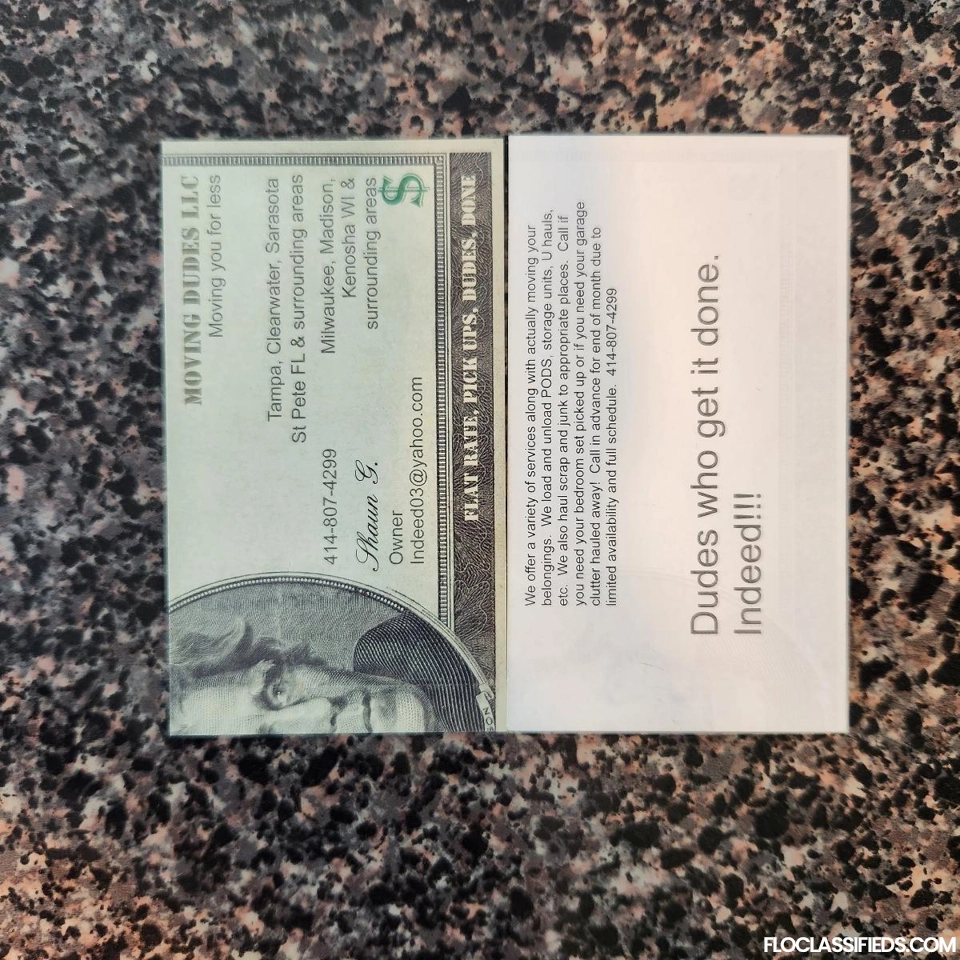 MOVING DUDES LLC
Moving you for less
Tampa, Clearwater, Sarasota
St Pete FL & surrounding areas
Milwaukee, Madison,
Kenosha WI &
surrounding areas
414-807-4299
Shaun G.
Owner
Indeed03@yahoo.com
$
FLAT RATE, PICK UPS. DUDES. DONE
We offer a variety of services along with actually moving your
belongings. We load and unload PODS, storage units, U hauls,
etc. We also haul scrap and junk to appropriate places. Call if
you need your bedroom set picked up or if you need your garage
clutter hauled away! Call in advance for end of month due to
limited availability and full schedule. 414-807-4299
Dudes who get it done.
Indeed!!!
FLOCLASSIFIEDS.COM